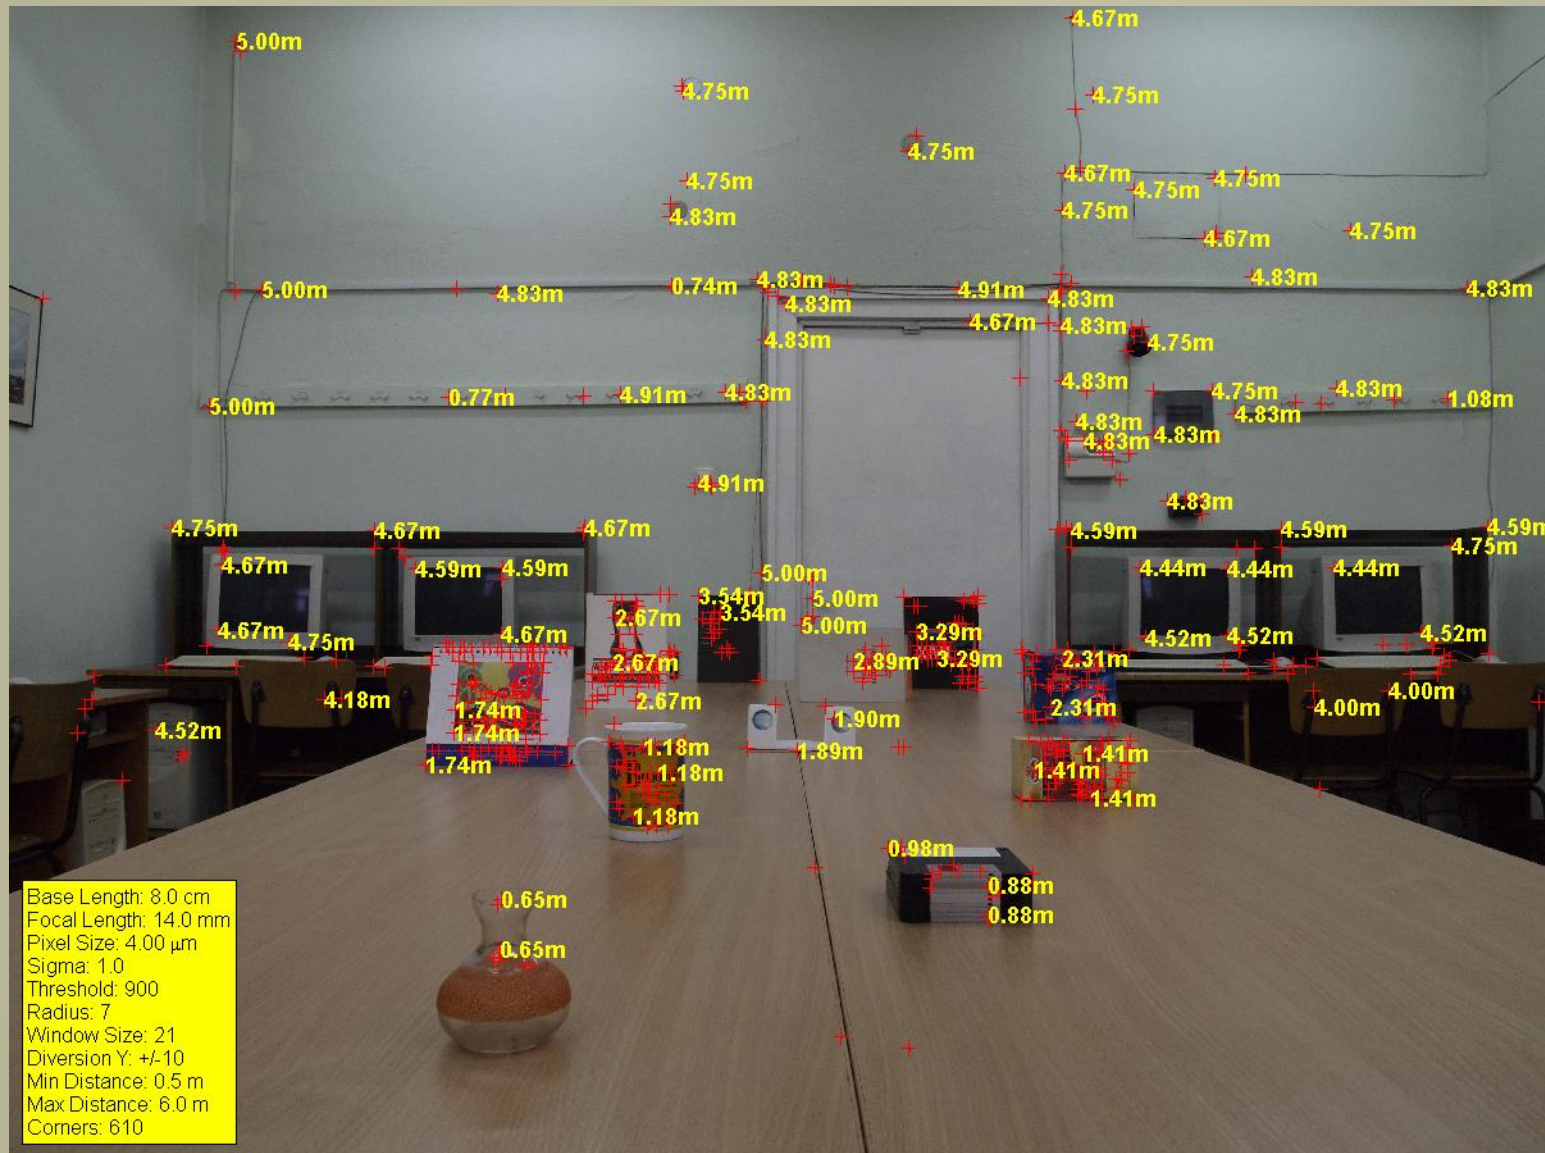 4.67m
5.00m
4.75m
4.75m
4.75m
4.67m
4.75m
4.75m
4.75m
4.83m
4.75m
4.67m
4.75m
4.83m
4.83m
0.74m
5.00m
4.83m
4.91m
4.83m
4.83m
4.83m
4.67m
4.83m
4.83m
4.75m
4.83m
4.75m
4.83m
4.83m
4.91m
0.77m
1.08m
5.00m
4.83m
4.83m
4.83m
4.83m
4.91m
4.83m
4.75m
4.67m
4.67m
4.59m
4.59m
4.59m
4.75m
4.67m
4.59m
4.59m
5.00m
4.44m
4.44m
4.44m
3.54m
5.00m
3.54m
2.67m
5.00m
4.67m
4.75m
4.67m
3.29m
4.52m
4.52m
4.52m
2.67m
2.89m
3.29m
2.31m
4.18m
2.67m
4.00m
4.00m
1.74m
2.31m
1.90m
4.52m
1.74m
1.18m
1.89m
1.41m
1.74m
1.18m
1.41m
1.41m
1.18m
0.98m
0.88m
0.65m
0.88m
0.65m
Base Length: 8.0 cm
Focal Length: 14.0 mm
Pixel Size: 4.00 μm
Sigma: 1.0
Threshold: 900
Radius: 7
Window Size: 21
Diversion Y: +/-10
Min Distance: 0.5 m
Max Distance: 6.0 m
Corners: 610